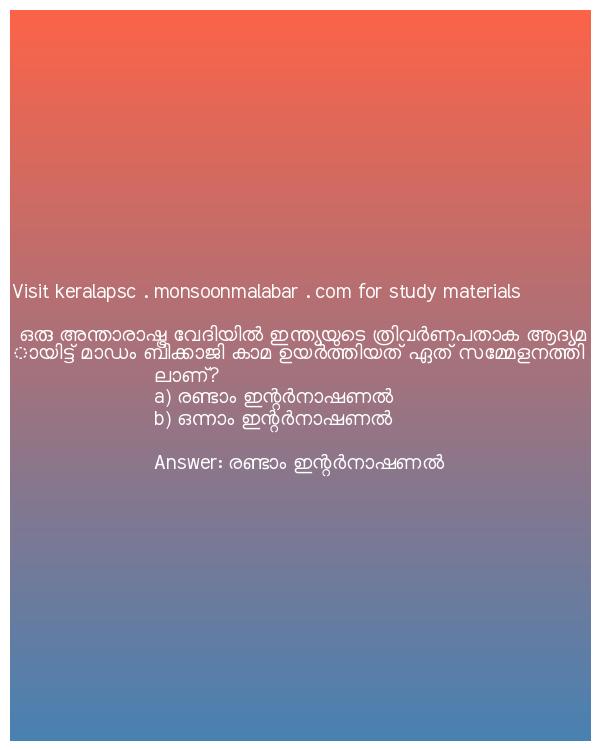 Visit keralapsc . monsoonmalabar . com for study materials
ഒരു അന്താരാഷ്ട്ര വേദിയിൽ ഇന്ത്യയുടെ ത്രിവർണപതാക ആദ്യമ
ായിട്ട് മാഡം ബീക്കാജി കാമ ഉയർത്തിയത് ഏത് സമ്മേളനത്തി
ലാണ്?
a) രണ്ടാം ഇന്റർനാഷണൽ
b) ഒന്നാം ഇന്റർനാഷണൽ
Answer: രണ്ടാം ഇന്റർനാഷണൽ